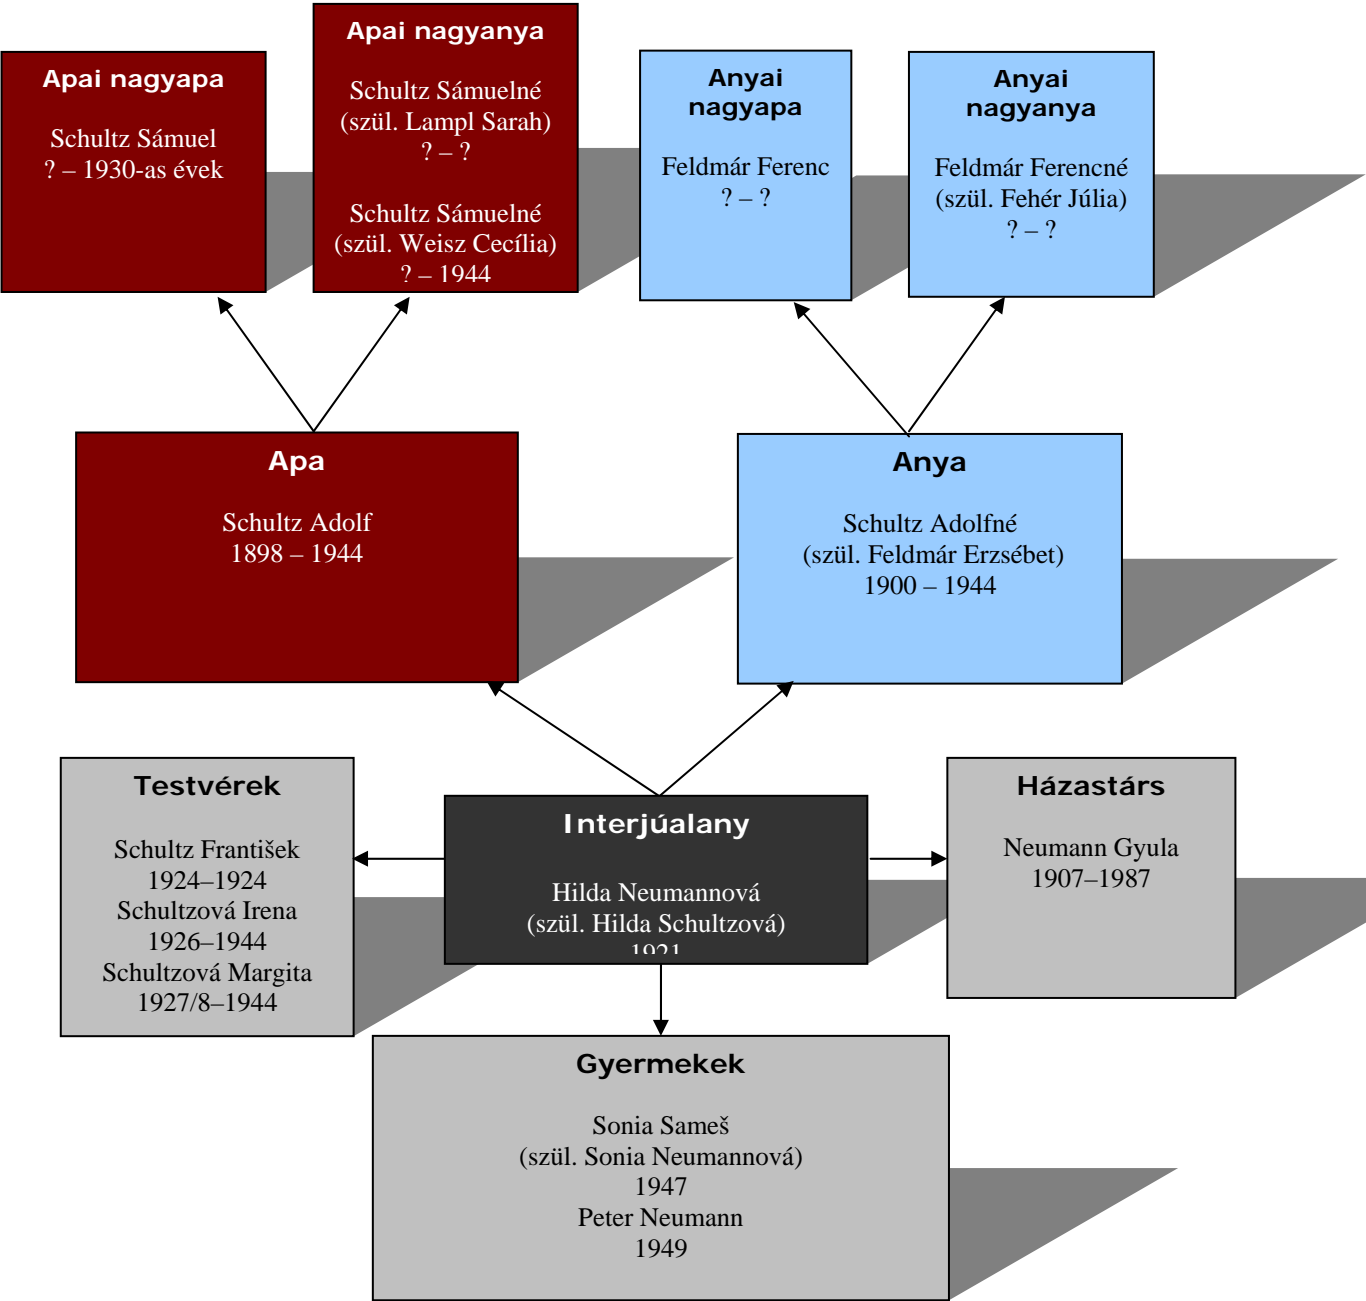 Apai nagyapa
Schultz Sámuel
? – 1930-as évek
Apai nagyanya
Schultz Sámuelné
(szül. Lampl Sarah)
? – ?
Schultz Sámuelné
(szül. Weisz Cecília)
? – 1944
Anyai
nagyapa
Feldmár Ferenc
? – ?
Anyai
nagyanya
Feldmár Ferencné
(szül. Fehér Júlia)
? – ?
Apa
Schultz Adolf
1898 – 1944
Anya
Schultz Adolfné
(szül. Feldmár Erzsébet)
1900 – 1944
Testvérek
Schultz František
1924–1924
Schultzová Irena
1926–1944
Schultzová Margita
1927/8–1944
Interjúalany
Hilda Neumannová
(szül. Hilda Schultzová)
1921
Házastárs
Neumann Gyula
1907–1987
Gyermekek
Sonia Sameš
(szül. Sonia Neumannová)
1947
Peter Neumann
1949